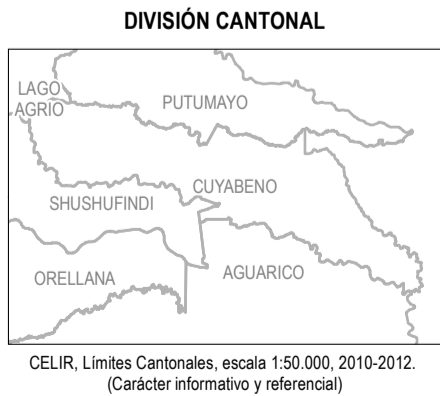 DIVISIÓN CANTONAL
LAGO
AGRIO
PUTUMAYO
CUYABENO
SHUSHUFINDI
ORELLANA
AGUARICO
CELIR, Límites Cantonales, escala 1:50.000, 2010-2012.
(Carácter informativo y referencial)